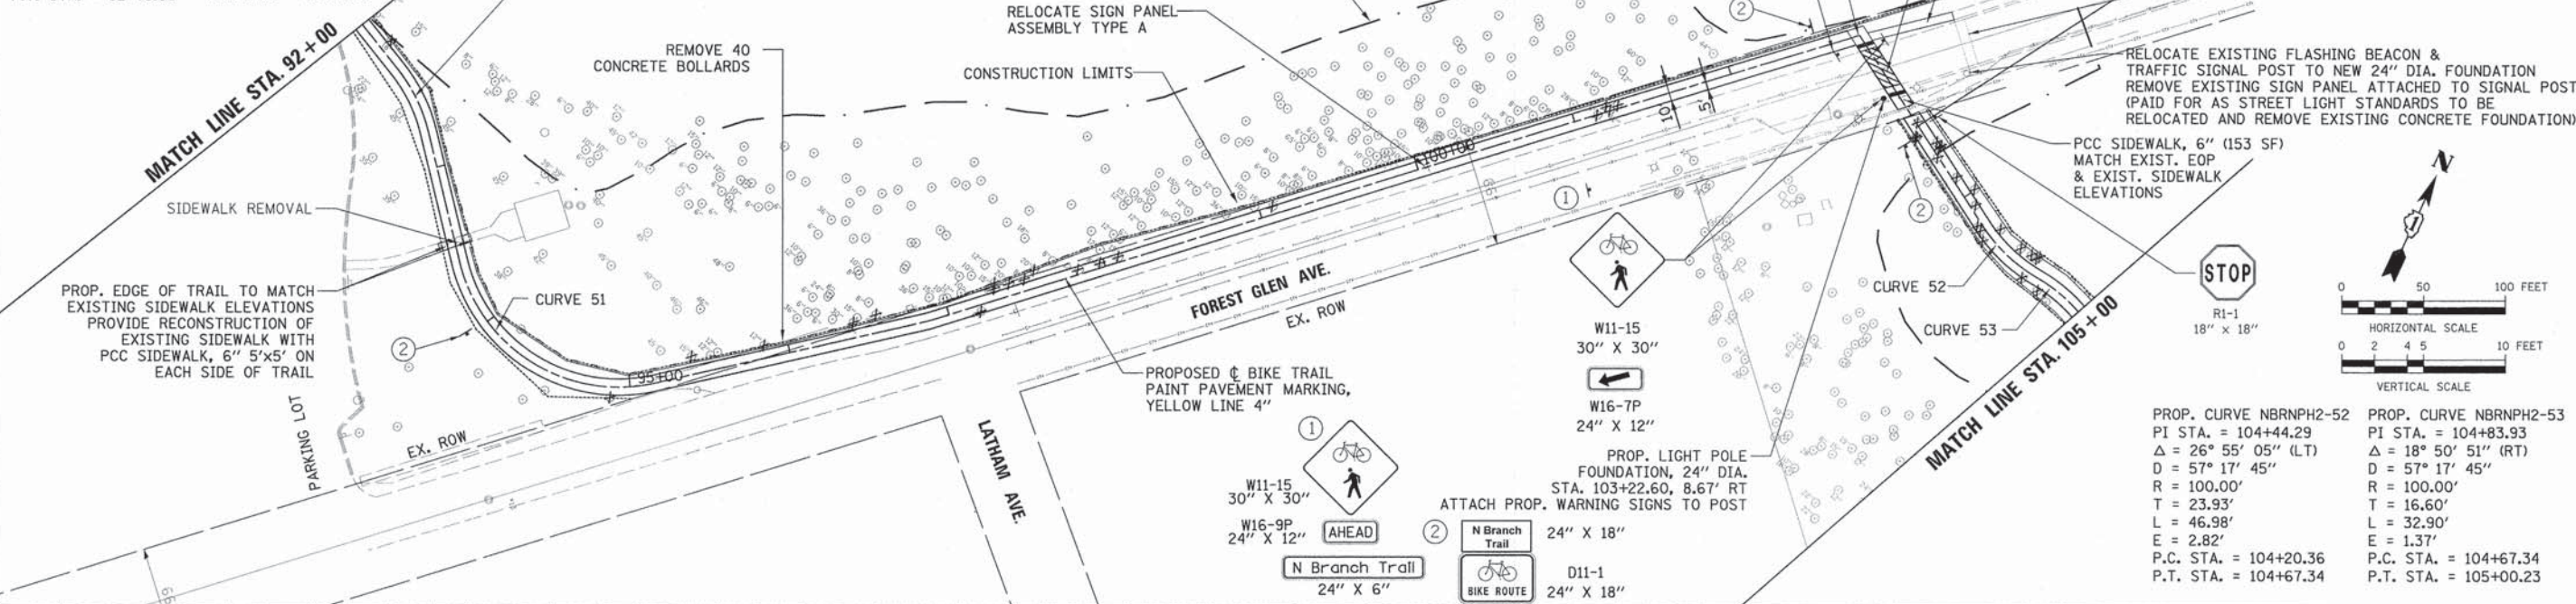 MATCH LINE STA. 92+00
REMOVE 40
CONCRETE BOLLARDS
RELOCATE SIGN PANEL
ASSEMBLY TYPE A
CONSTRUCTION LIMITS
SIDEWALK REMOVAL
PROP. EDGE OF TRAIL TO MATCH
EXISTING SIDEWALK ELEVATIONS
PROVIDE RECONSTRUCTION OF
EXISTING SIDEWALK WITH
PCC SIDEWALK, 6" 5'x5' ON
EACH SIDE OF TRAIL
CURVE 51
2
95+00
PARKING LOT
EX. ROW
66'
LATHAM AVE.
PROPOSED ℄ BIKE TRAIL
PAINT PAVEMENT MARKING,
YELLOW LINE 4"
FOREST GLEN AVE.
EX. ROW
100+00
66'
10'
5'
2
1
RELOCATE EXISTING FLASHING BEACON &
TRAFFIC SIGNAL POST TO NEW 24" DIA. FOUNDATION
REMOVE EXISTING SIGN PANEL ATTACHED TO SIGNAL POST
(PAID FOR AS STREET LIGHT STANDARDS TO BE
RELOCATED AND REMOVE EXISTING CONCRETE FOUNDATION)
PCC SIDEWALK, 6" (153 SF)
MATCH EXIST. EOP
& EXIST. SIDEWALK
ELEVATIONS
2
CURVE 52
CURVE 53
MATCH LINE STA. 105+00
W11-15
30" X 30"
W16-7P
24" X 12"
PROP. LIGHT POLE
FOUNDATION, 24" DIA.
STA. 103+22.60, 8.67' RT
ATTACH PROP. WARNING SIGNS TO POST
1
W11-15
30" X 30"
W16-9P
24" X 12"
AHEAD
N Branch Trail
24" X 6"
2
N Branch
Trail
24" X 18"
BIKE ROUTE
D11-1
24" X 18"
STOP
R1-1
18" x 18"
N
1
0 50 100 FEET
HORIZONTAL SCALE
0 2 4 5 10 FEET
VERTICAL SCALE
PROP. CURVE NBRNPH2-52
PI STA. = 104+44.29
Δ = 26° 55' 05" (LT)
D = 57° 17' 45"
R = 100.00'
T = 23.93'
L = 46.98'
E = 2.82'
P.C. STA. = 104+20.36
P.T. STA. = 104+67.34
PROP. CURVE NBRNPH2-53
PI STA. = 104+83.93
Δ = 18° 50' 51" (RT)
D = 57° 17' 45"
R = 100.00'
T = 16.60'
L = 32.90'
E = 1.37'
P.C. STA. = 104+67.34
P.T. STA. = 105+00.23